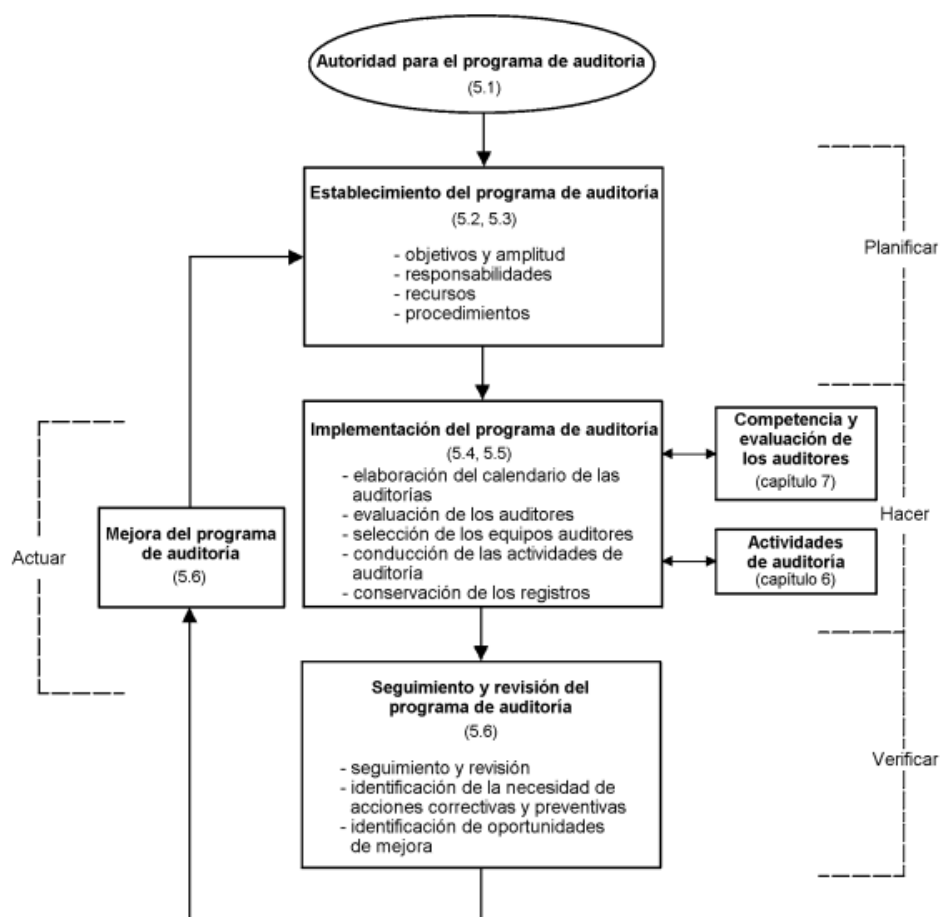 Autoridad para el programa de auditoria
(5.1)
Establecimiento del programa de auditoría
(5.2, 5.3)
- objetivos y amplitud
- responsabilidades
- recursos
- procedimientos
Planificar
Implementación del programa de auditoría
(5.4, 5.5)
- elaboración del calendario de las
auditorías
- evaluación de los auditores
- selección de los equipos auditores
- conducción de las actividades de
auditoría
- conservación de los registros
Competencia y
evaluación de
los auditores
(capítulo 7)
Hacer
Actividades
de auditoría
(capítulo 6)
Mejora del programa
de auditoría
(5.6)
Actuar
Seguimiento y revisión del
programa de auditoría
(5.6)
- seguimiento y revisión
- identificación de la necesidad de
acciones correctivas y preventivas
- identificación de oportunidades
de mejora
Verificar